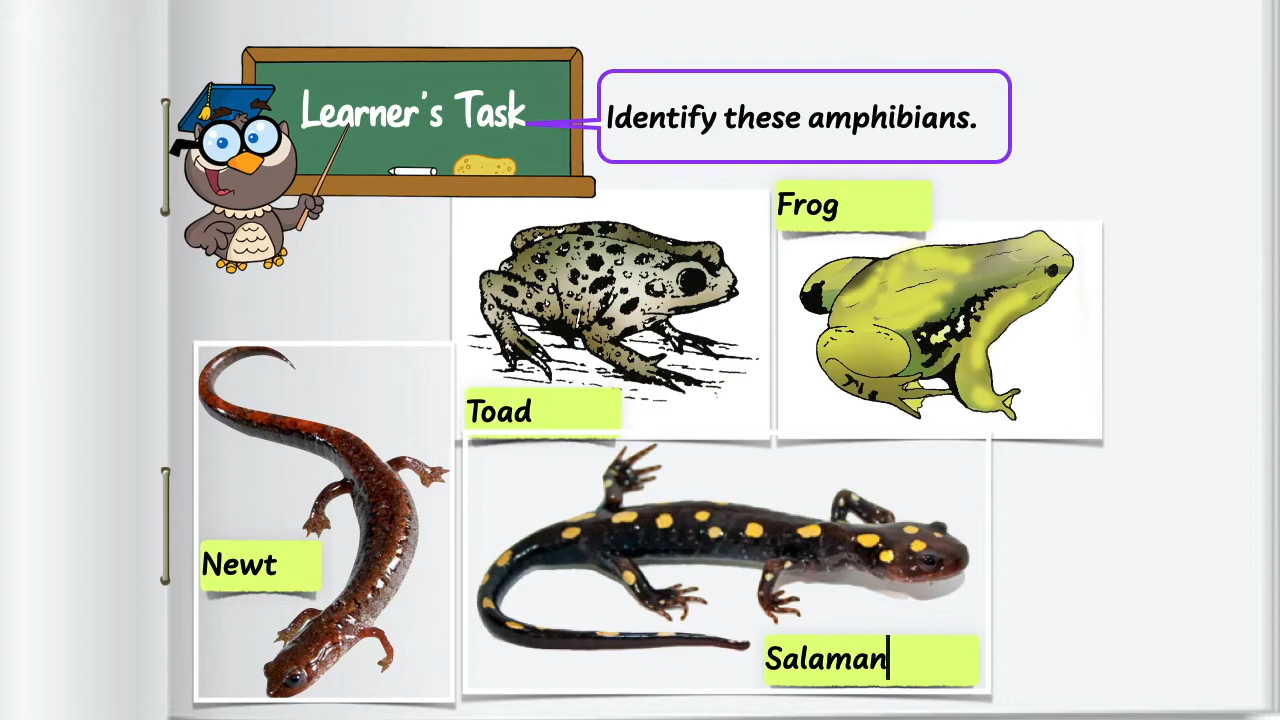 Learner's Task
Identify these amphibians.
Frog
Toad
Newt
Salaman